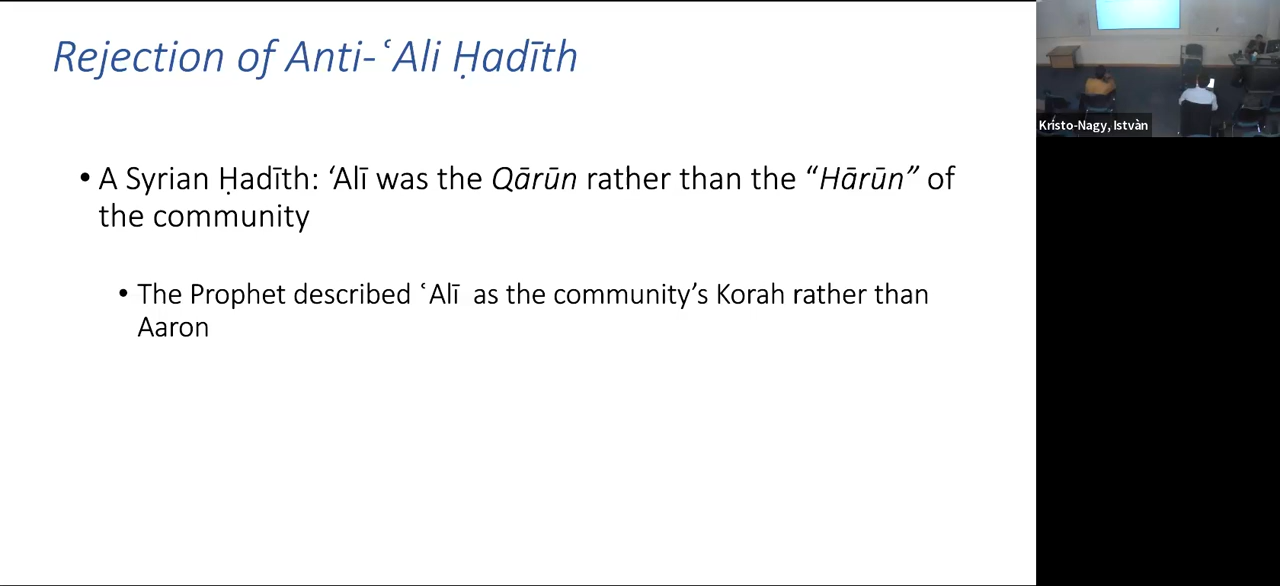 Rejection of Anti-ʿAli Ḥadīth
• A Syrian Ḥadīth: ‘Alī was the Qārūn rather than the “Hārūn” of
the community
• The Prophet described ʿAlī as the community’s Korah rather than
Aaron
Kristo-Nagy, Istvàn